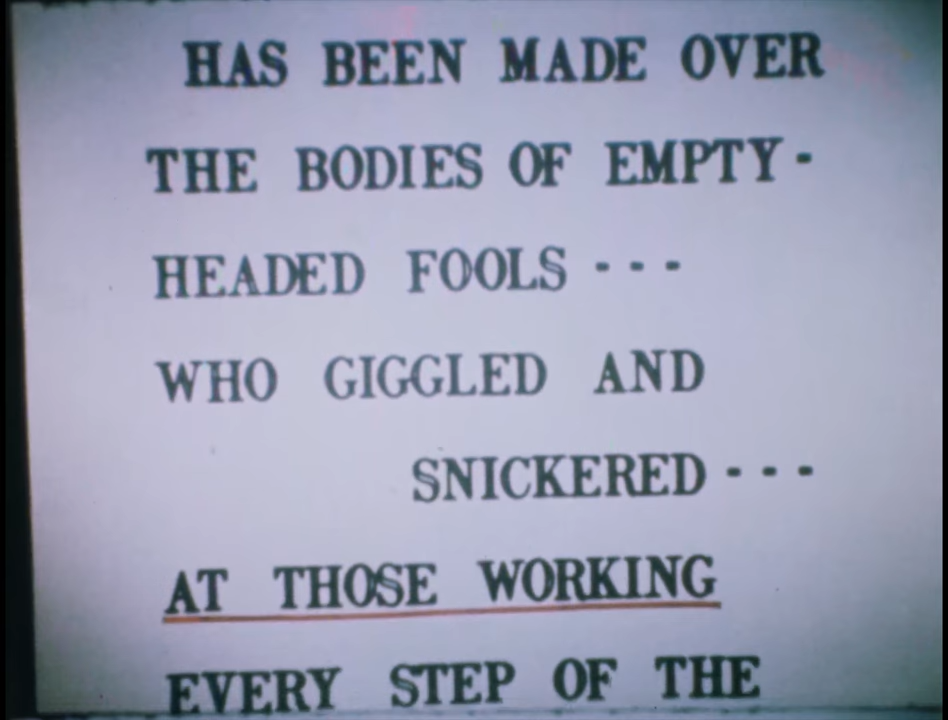 HAS BEEN MADE OVER
THE BODIES OF EMPTY-
HEADED FOOLS ---
WHO GIGGLED AND
SNICKERED ---
AT THOSE WORKING
EVERY STEP OF THE